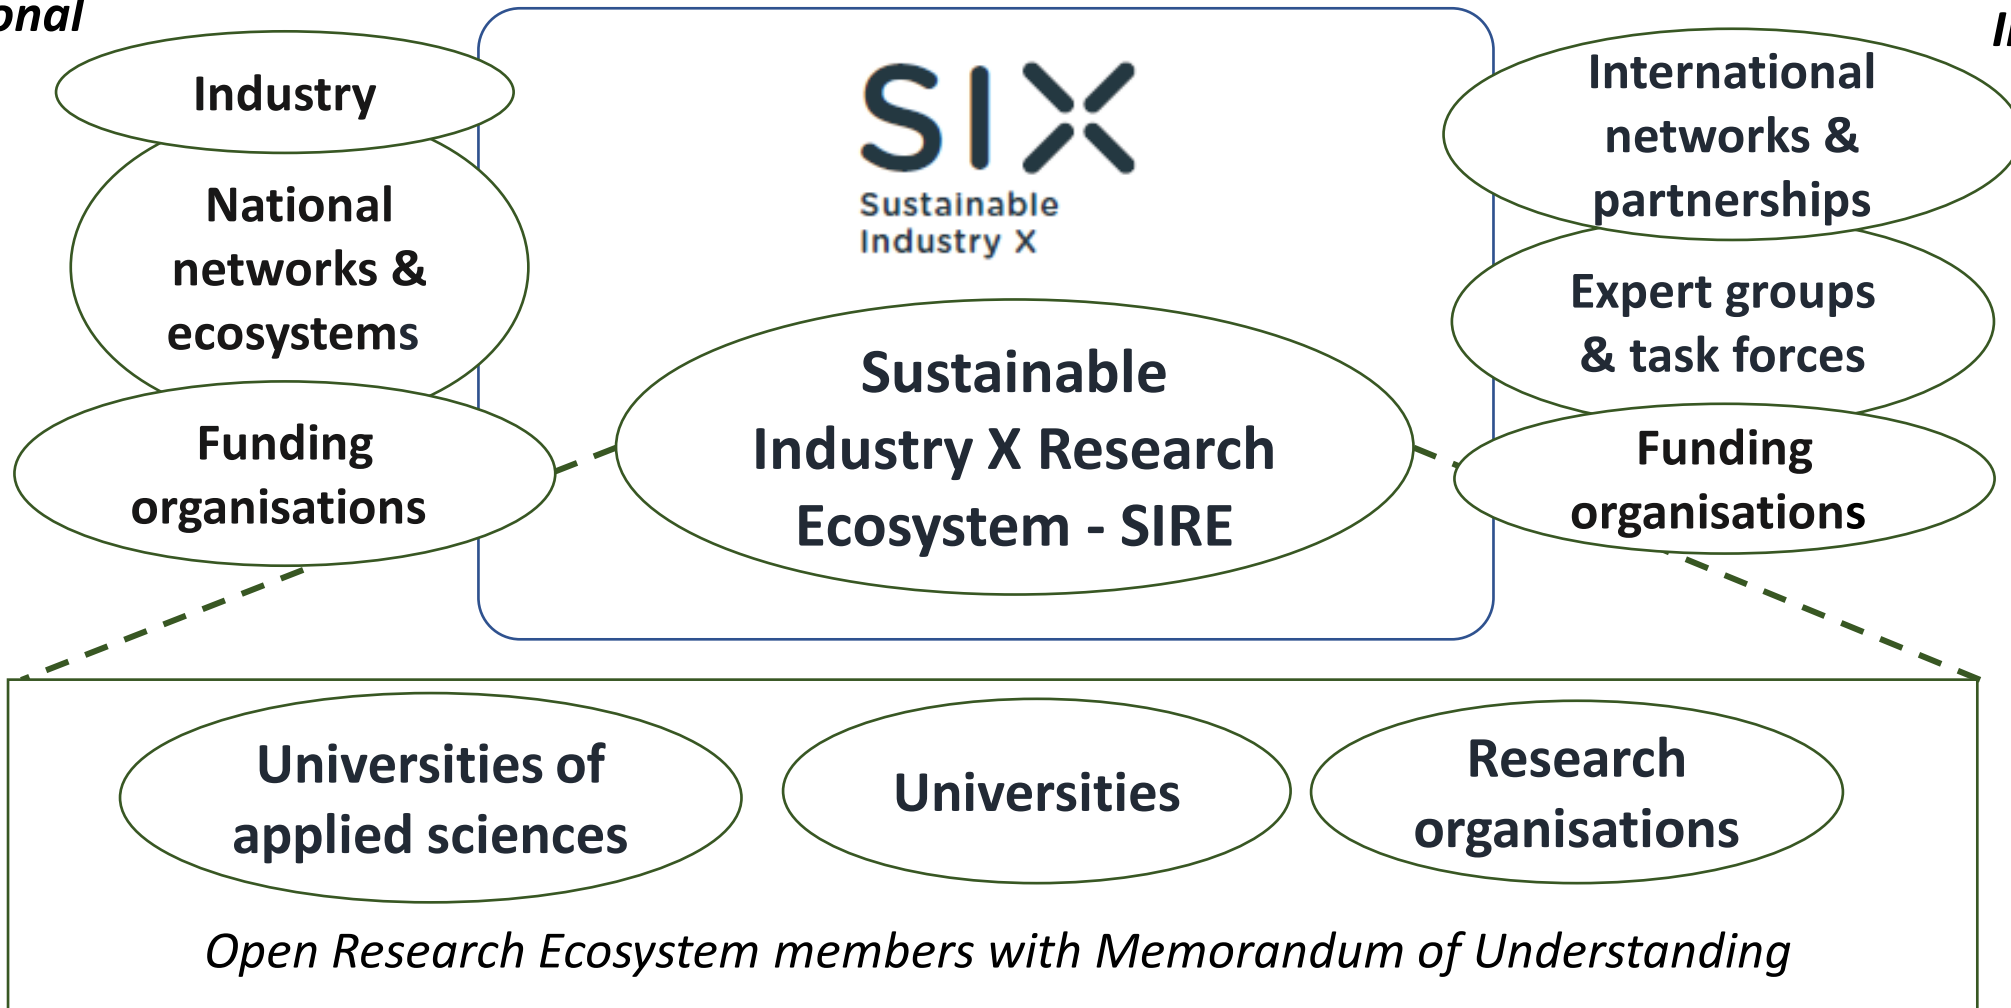 onal
Industry
National
networks &
ecosystems
Funding
organisations
SIX
Sustainable
Industry X
Sustainable
Industry X Research
Ecosystem - SIRE
International
networks &
partnerships
Expert groups
& task forces
Funding
organisations
Universities of
applied sciences
Universities
Research
organisations
Open Research Ecosystem members with Memorandum of Understanding